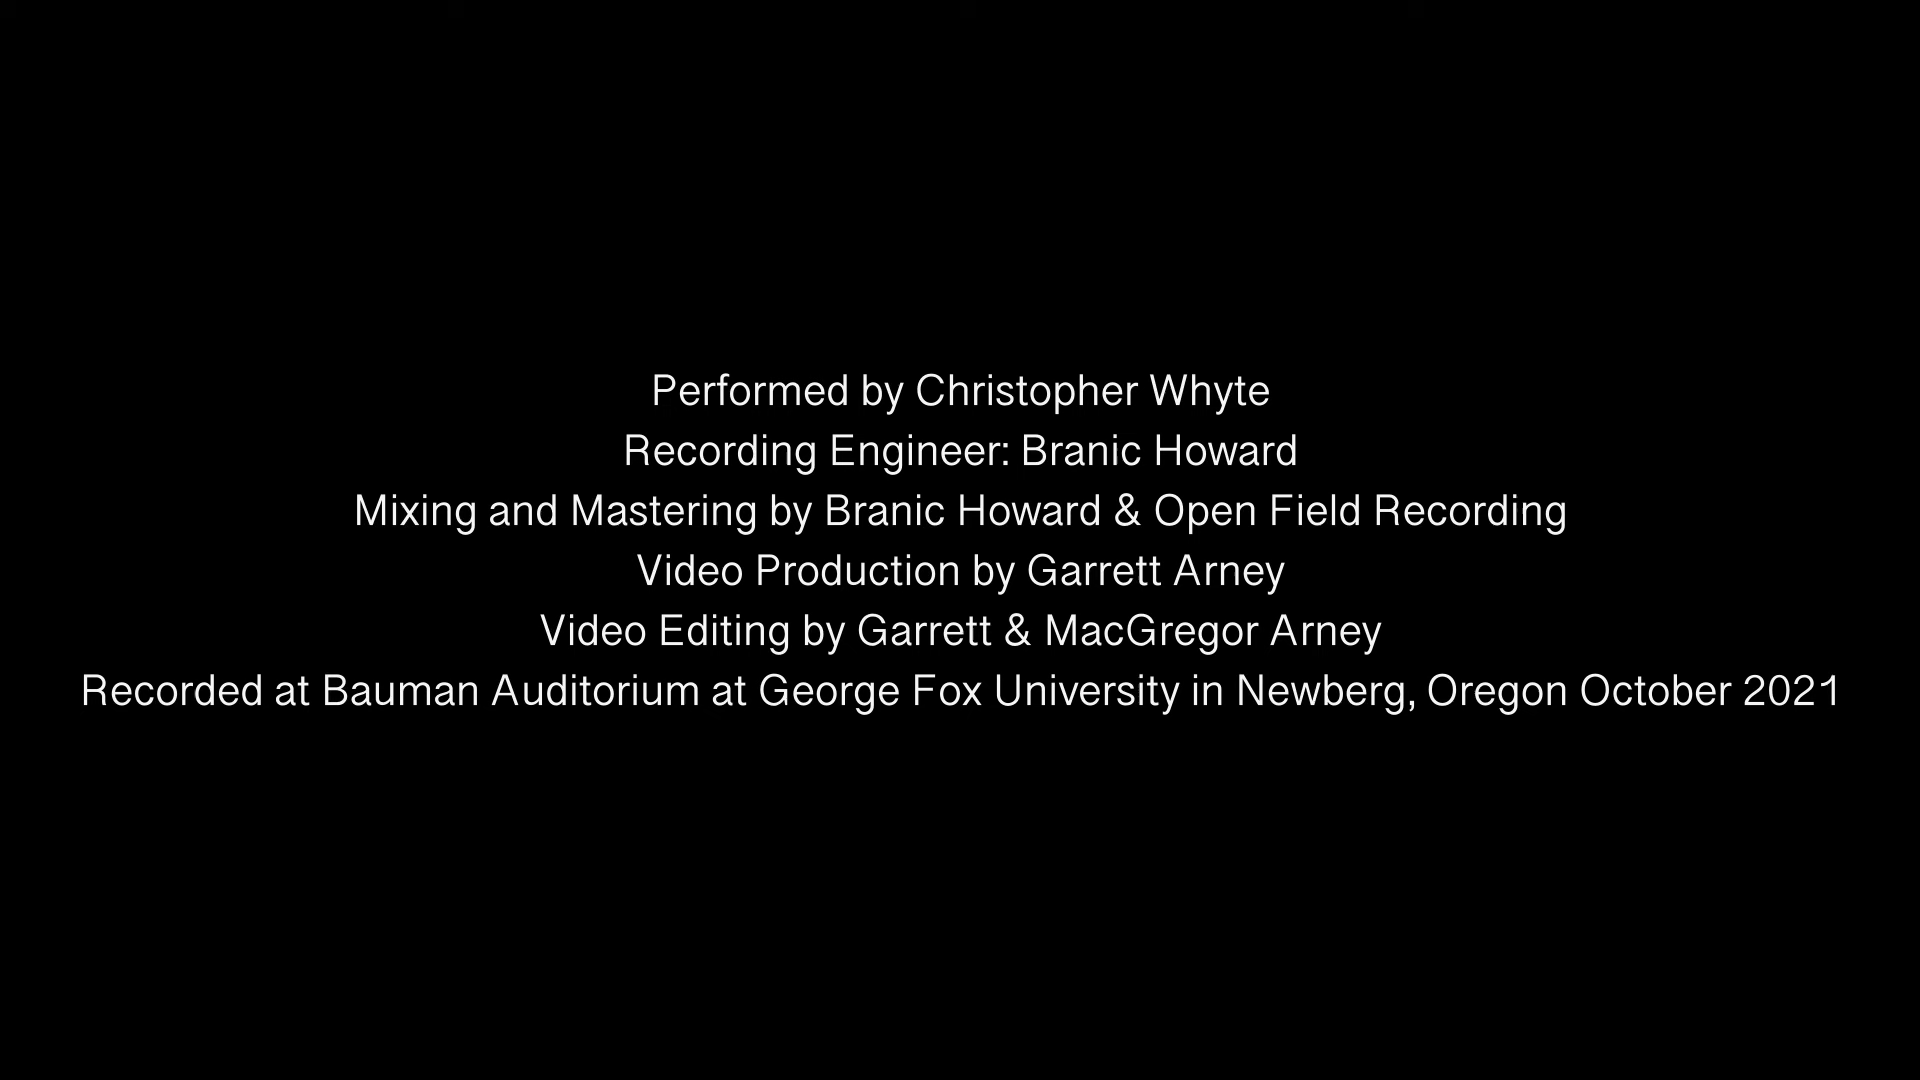 Performed by Christopher Whyte
Recording Engineer: Branic Howard
Mixing and Mastering by Branic Howard & Open Field Recording
Video Production by Garrett Arney
Video Editing by Garrett & MacGregor Arney
Recorded at Bauman Auditorium at George Fox University in Newberg, Oregon October 2021